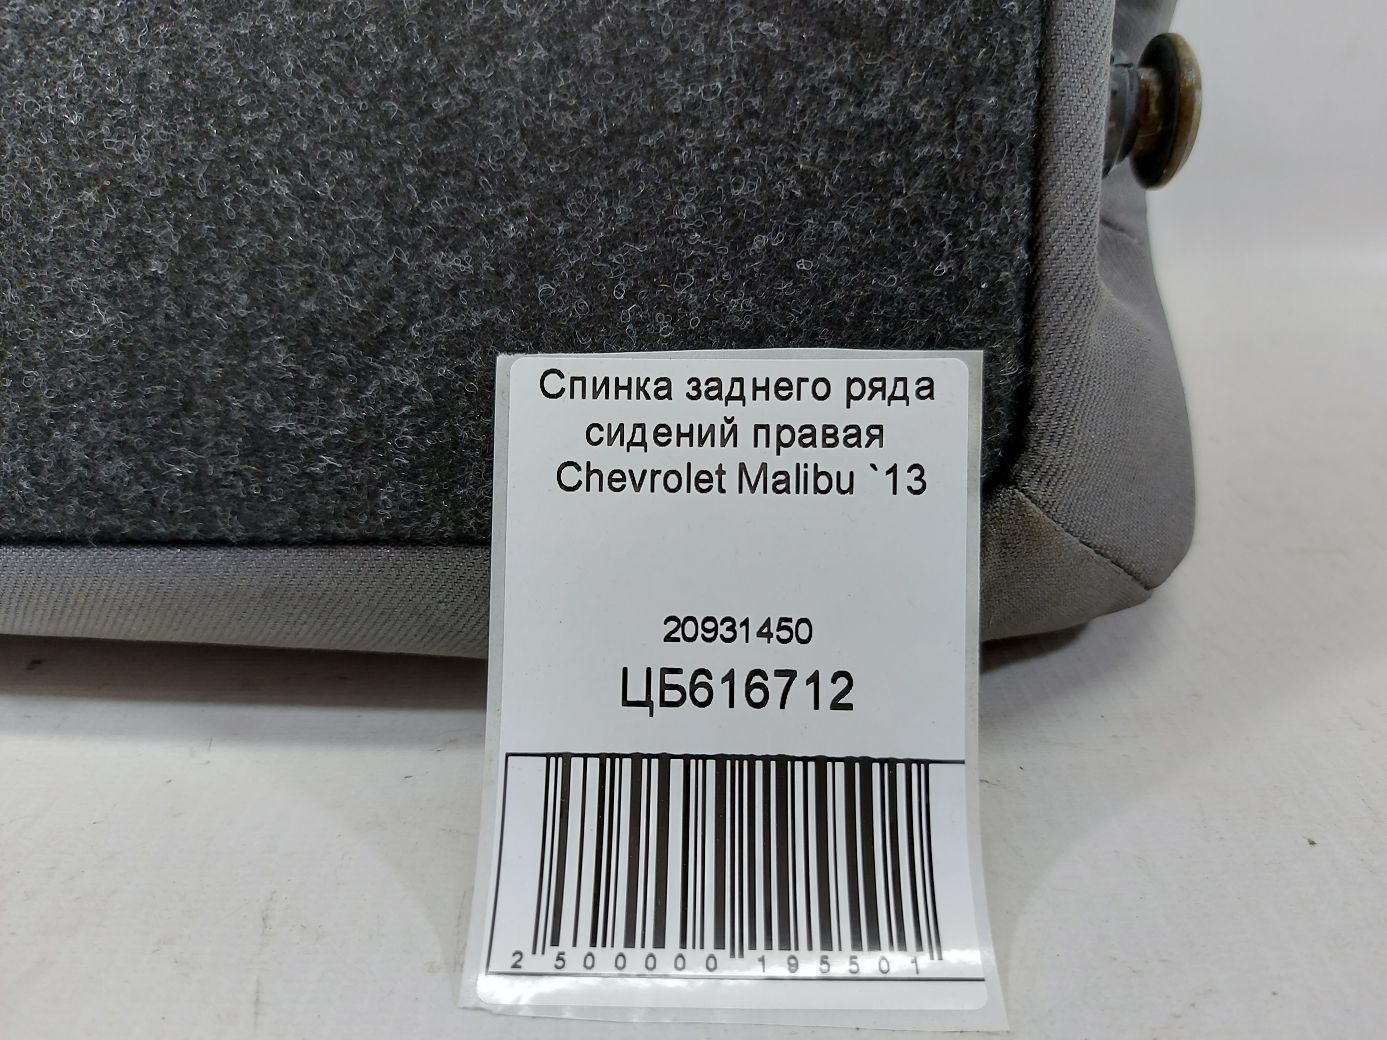 Спинка заднего ряда
сидений правая
Chevrolet Malibu `13
20931450
ЦБ616712
2 500000 195501